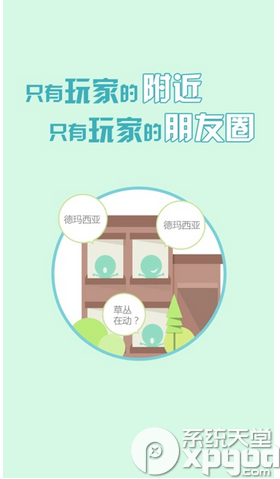 只有玩家的附近
只有玩家的朋友圈
德玛西亚
德玛西亚
草丛
在动？
系统天堂
xpgod